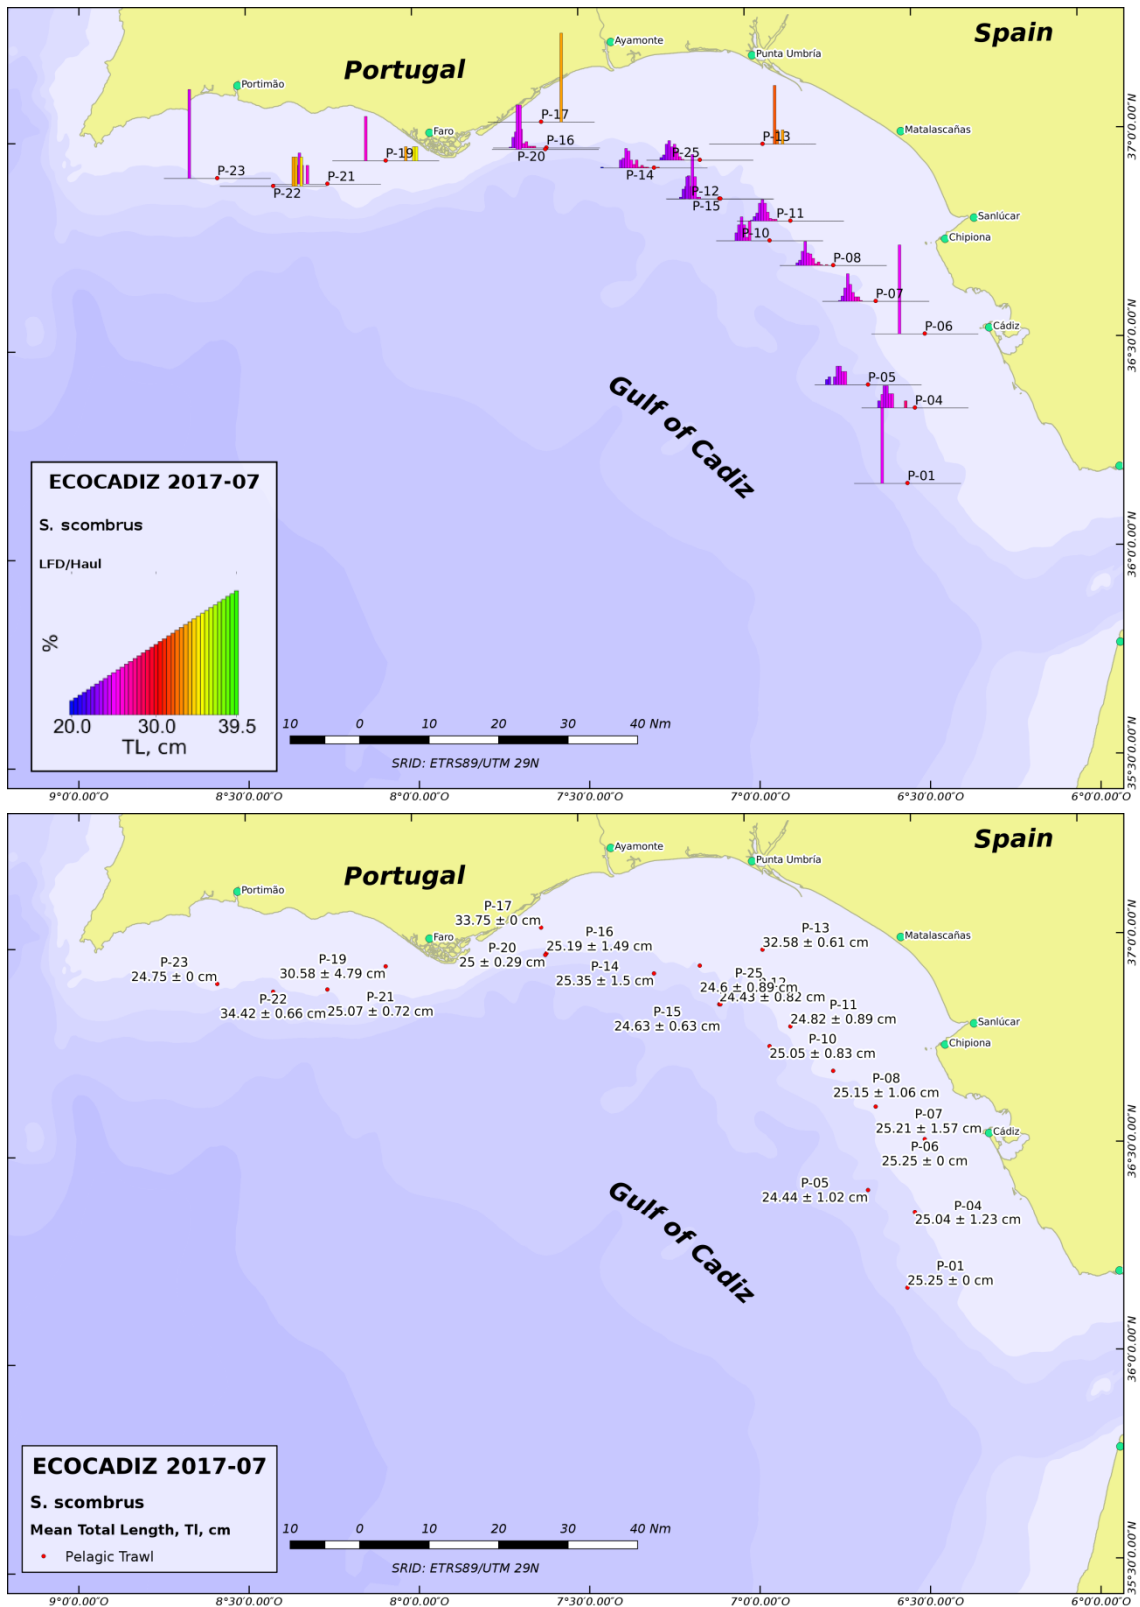 Spain
Ayamonte
Punta Umbría
Portugal
Portimão
P-17
Faro
Matalascañas
37°0'0.00"N
P-13
P-16
P-19
P-20
P-25
P-23
P-21
P-14
P-22
P-12
P-15
P-11
Sanlúcar
P-10
Chipiona
P-08
P-07
P-06
Cádiz
36°30'0.00"N
P-05
Gulf of Cadiz
P-04
P-01
ECOCADIZ 2017-07
S. scombrus
LFD/Haul
%
20.0 30.0 39.5
TL, cm
36°0'0.00"N
10 0 10 20 30 40 Nm
SRID: ETRS89/UTM 29N
35°30'0.00"N
9°0'0.00"O 8°30'0.00"O 8°0'0.00"O 7°30'0.00"O 7°0'0.00"O 6°30'0.00"O 6°0'0.00"O
Spain
Ayamonte
Punta Umbría
Portugal
Portimão
P-17
33.75 ± 0 cm
Faro
Matalascañas
37°0'0.00"N
P-16
25.19 ± 1.49 cm
P-13
32.58 ± 0.61 cm
P-20
25 ± 0.29 cm
P-23
24.75 ± 0 cm
P-19
30.58 ± 4.79 cm
P-14
25.35 ± 1.5 cm
P-25
24.6 ± 0.89 cm
24.43 ± 0.82 cm
P-22
34.42 ± 0.66 cm
P-21
25.07 ± 0.72 cm
P-15
24.63 ± 0.63 cm
P-11
24.82 ± 0.89 cm
Sanlúcar
P-10
25.05 ± 0.83 cm
Chipiona
P-08
25.15 ± 1.06 cm
P-07
25.21 ± 1.57 cm
Cádiz
P-06
25.25 ± 0 cm
36°30'0.00"N
P-05
24.44 ± 1.02 cm
Gulf of Cadiz
P-04
25.04 ± 1.23 cm
P-01
25.25 ± 0 cm
36°0'0.00"N
ECOCADIZ 2017-07
S. scombrus
Mean Total Length, Tl, cm
Pelagic Trawl
10 0 10 20 30 40 Nm
SRID: ETRS89/UTM 29N
35°30'0.00"N
9°0'0.00"O 8°30'0.00"O 8°0'0.00"O 7°30'0.00"O 7°0'0.00"O 6°30'0.00"O 6°0'0.00"O